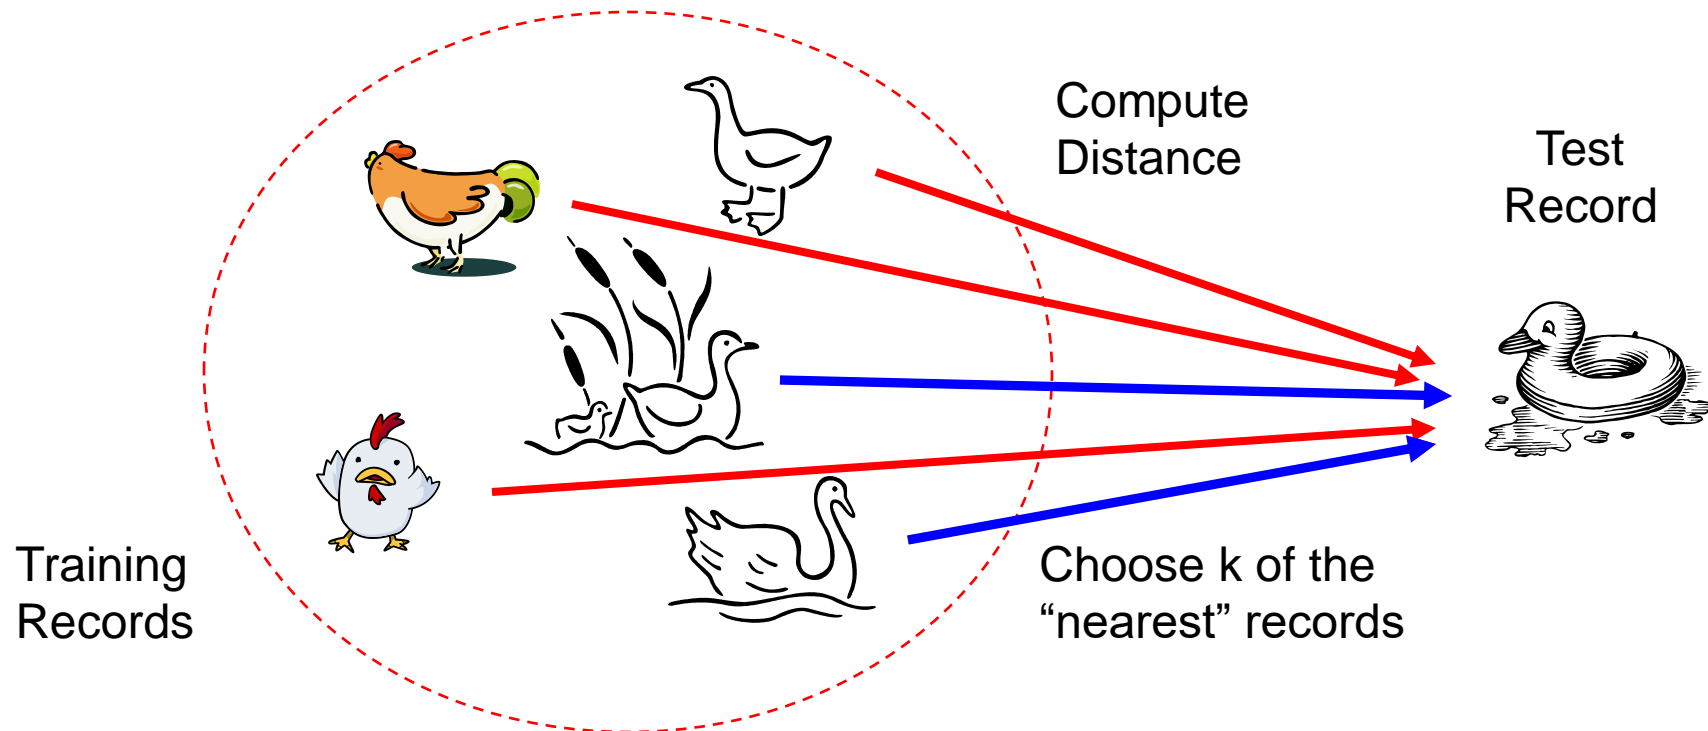 Compute
Distance
Test
Record
Training
Records
Choose k of the
“nearest” records